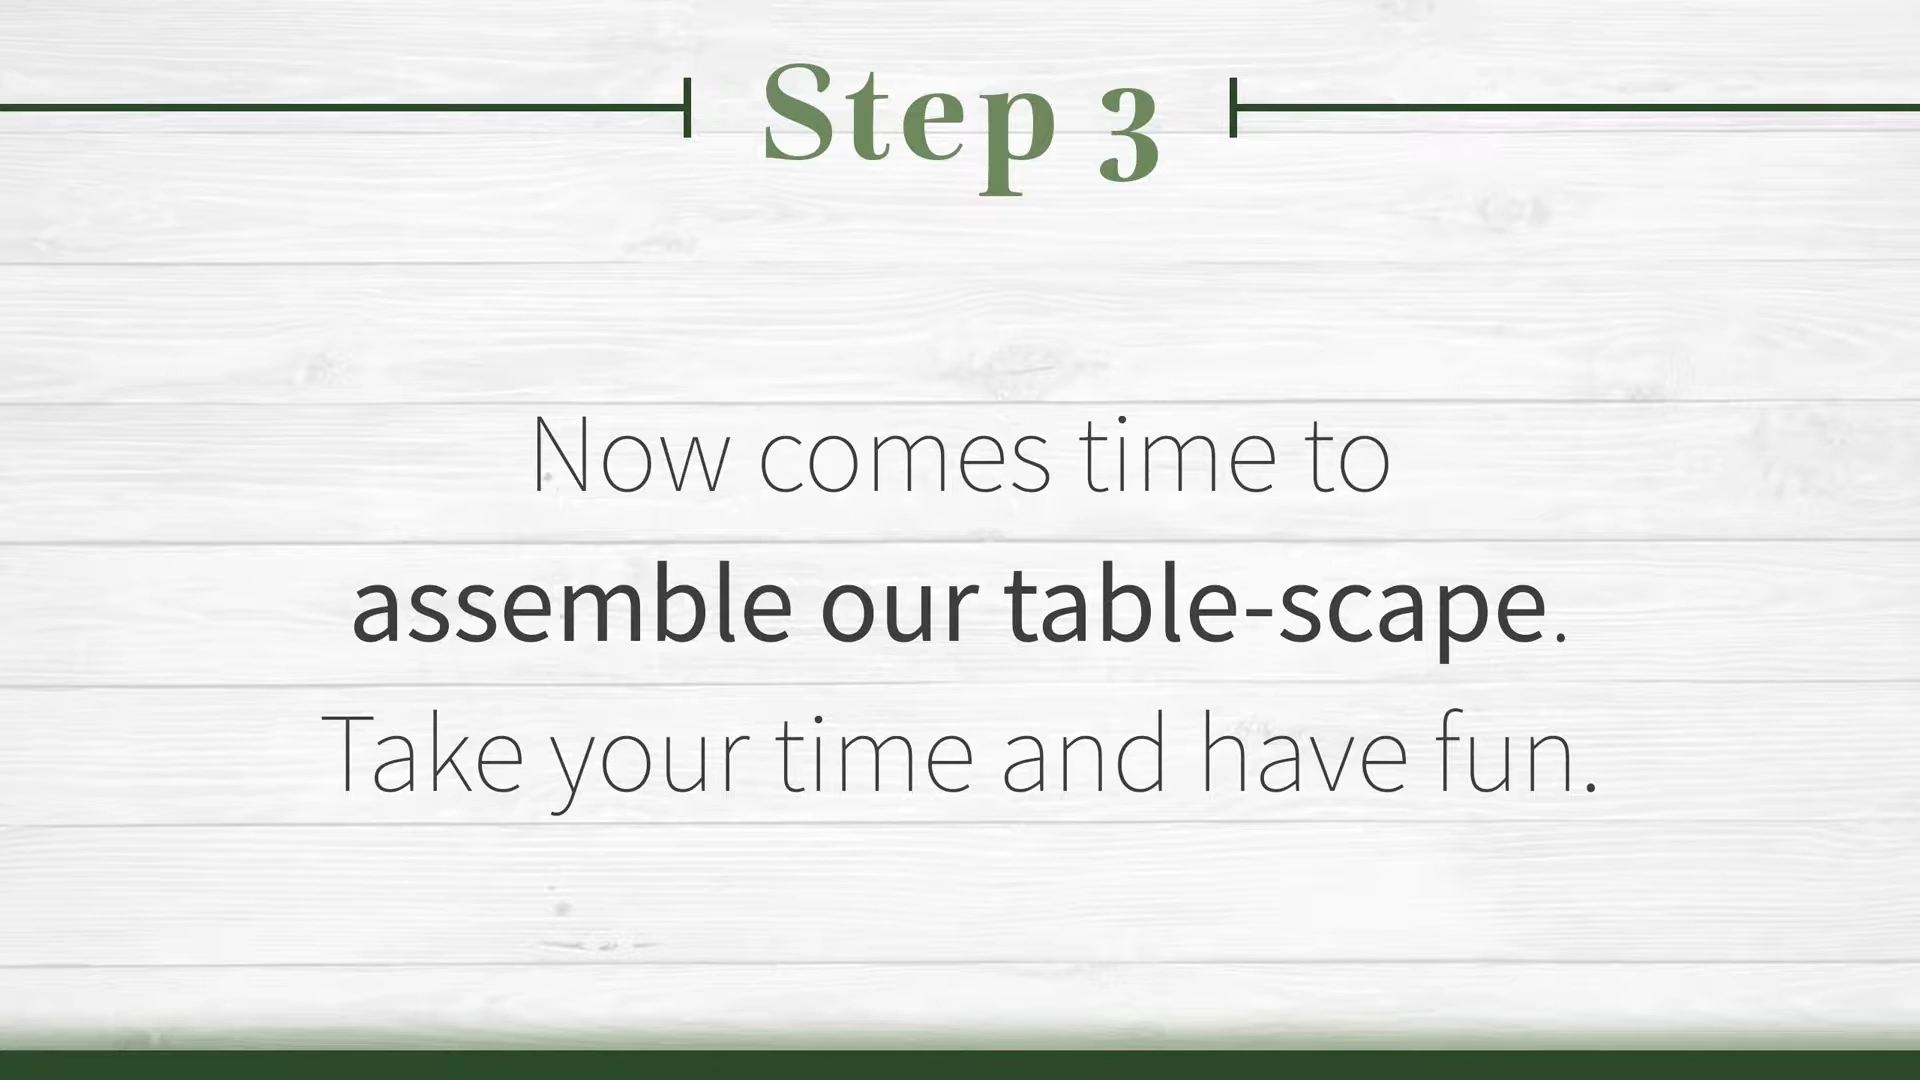 Step 3
Now comes time to
assemble our table-scape.
Take your time and have fun.